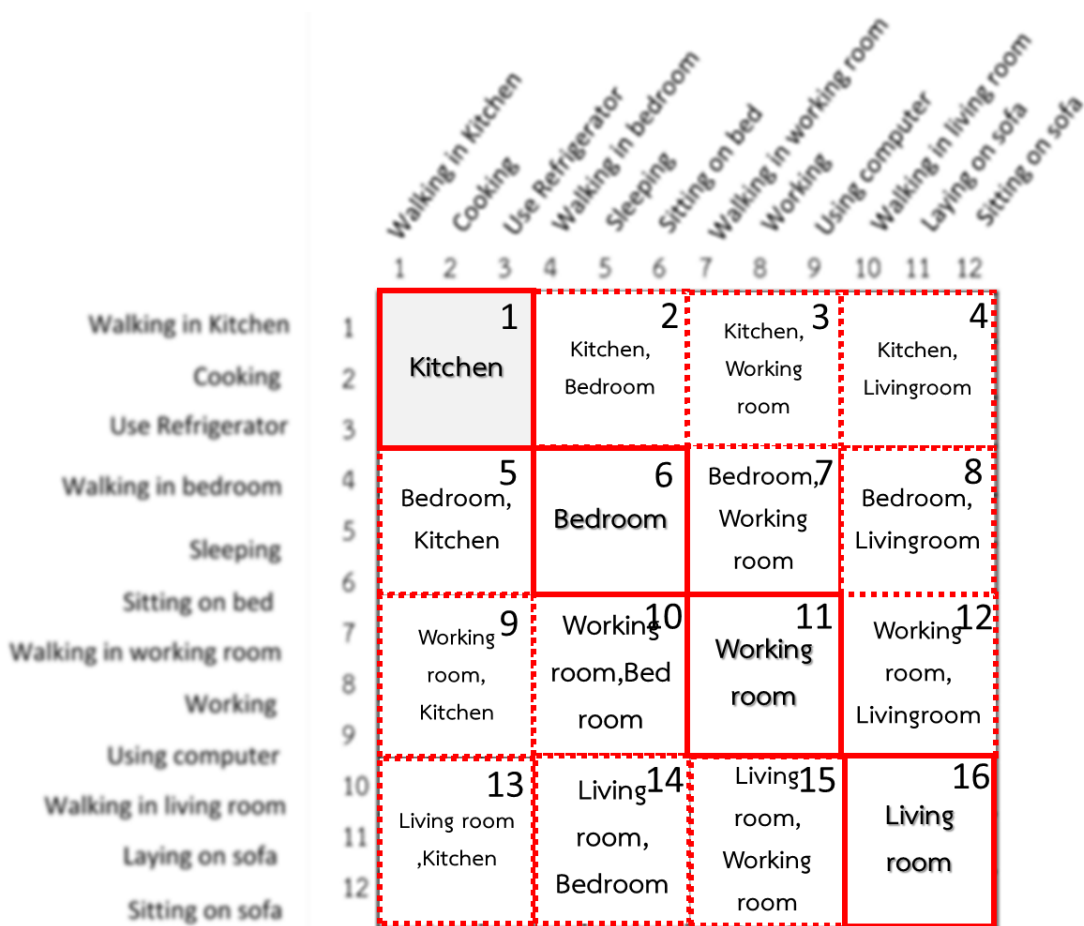 Walking in Kitchen
Cooking
Use Refrigerator
Walking in bedroom
Sleeping
Sitting on bed
Walking in working room
Working
Using computer
Walking in living room
Laying on sofa
Sitting on sofa
1 2 3 4 5 6 7 8 9 10 11 12
Walking in Kitchen 1
Cooking 2
Use Refrigerator 3
Walking in bedroom 4
Sleeping 5
Sitting on bed 6
Walking in working room 7
Working 8
Using computer 9
Walking in living room 10
Laying on sofa 11
Sitting on sofa 12
1
Kitchen
2
Kitchen,
Bedroom
3
Kitchen,
Working
room
4
Kitchen,
Livingroom
5
Bedroom,
Kitchen
6
Bedroom
7
Bedroom,
Working
room
8
Bedroom,
Livingroom
9
Working
room,
Kitchen
10
Working
room,Bed
room
11
Working
room
12
Working
room,
Livingroom
13
Living room
,Kitchen
14
Living
room,
Bedroom
15
Living
room,
Working
room
16
Living
room